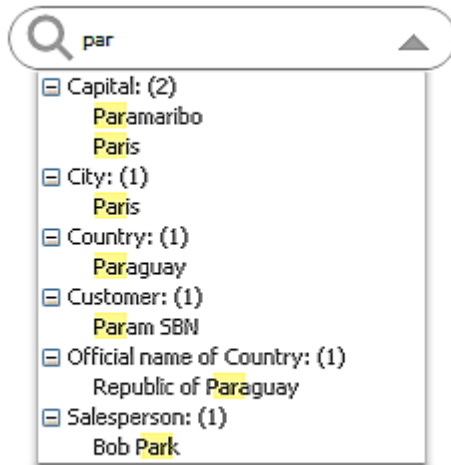 par
Capital: (2)
Paramaribo
Paris
City: (1)
Paris
Country: (1)
Paraguay
Customer: (1)
Param SBN
Official name of Country: (1)
Republic of Paraguay
Salesperson: (1)
Bob Park